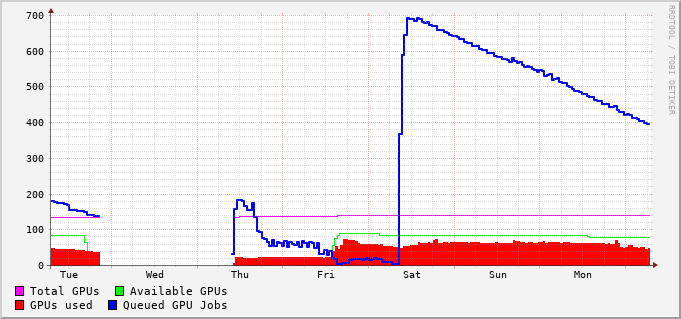 700
600
500
400
300
200
100
0
Tue Wed Thu Fri Sat Sun Mon
Total GPUs Available GPUs
GPUs used Queued GPU Jobs
RRDTOOL / TOBI OETIKER